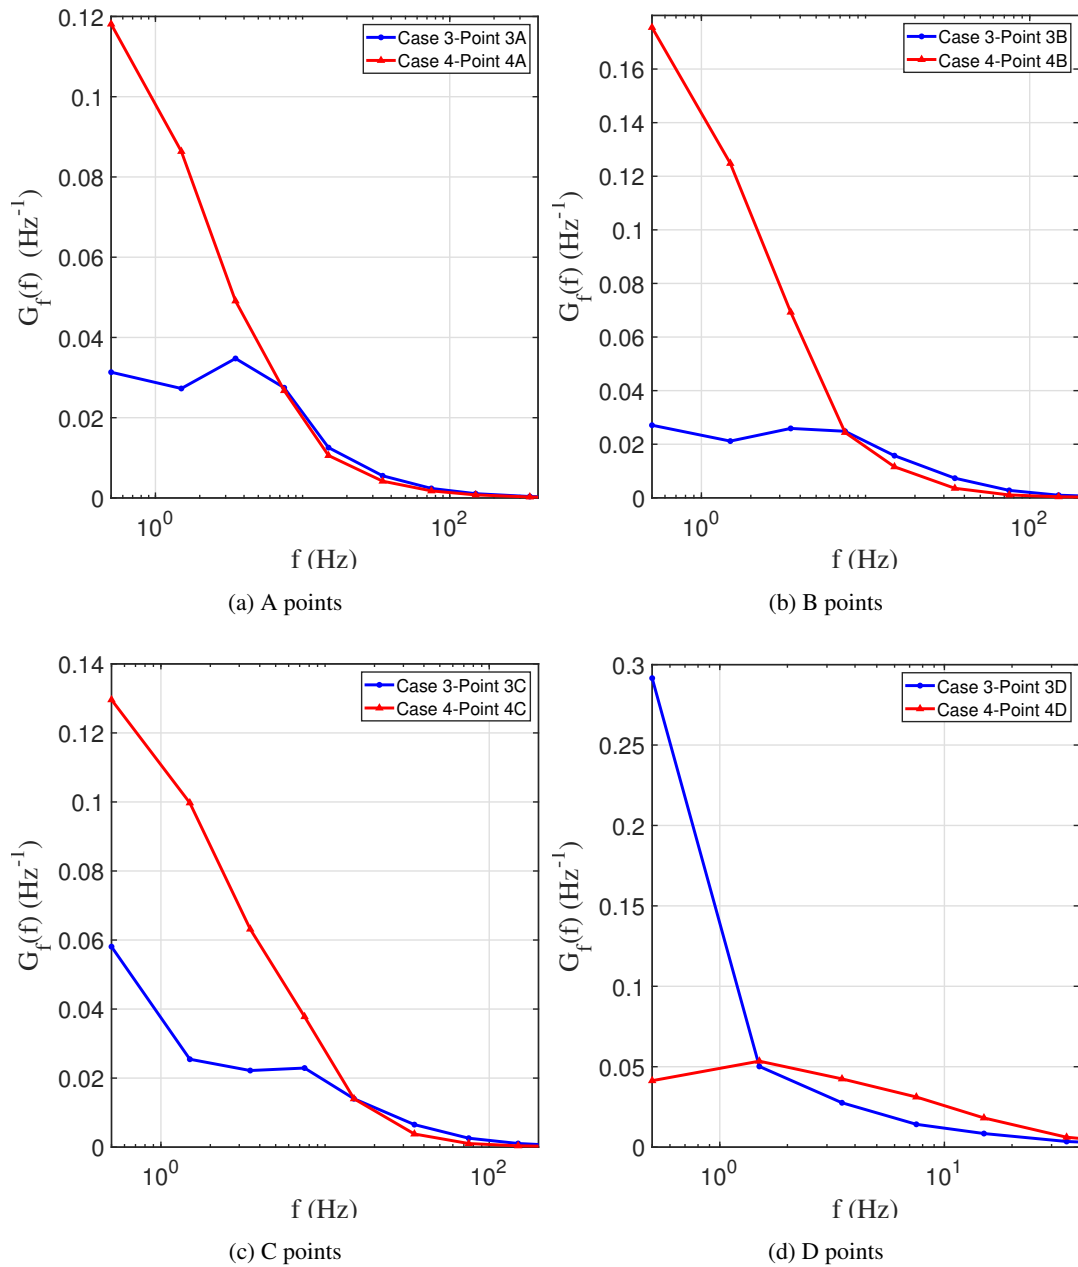 0.12
0.1
0.08
0.06
0.04
0.02
0
G_f(f) (Hz^-1)
10^0
10^2
f (Hz)
Case 3-Point 3A
Case 4-Point 4A
(a) A points
0.16
0.14
0.12
0.1
0.08
0.06
0.04
0.02
0
G_f(f) (Hz^-1)
10^0
10^2
f (Hz)
Case 3-Point 3B
Case 4-Point 4B
(b) B points
0.14
0.12
0.1
0.08
0.06
0.04
0.02
0
G_f(f) (Hz^-1)
10^0
10^2
f (Hz)
Case 3-Point 3C
Case 4-Point 4C
(c) C points
0.3
0.25
0.2
0.15
0.1
0.05
0
G_f(f) (Hz^-1)
10^0
10^1
f (Hz)
Case 3-Point 3D
Case 4-Point 4D
(d) D points